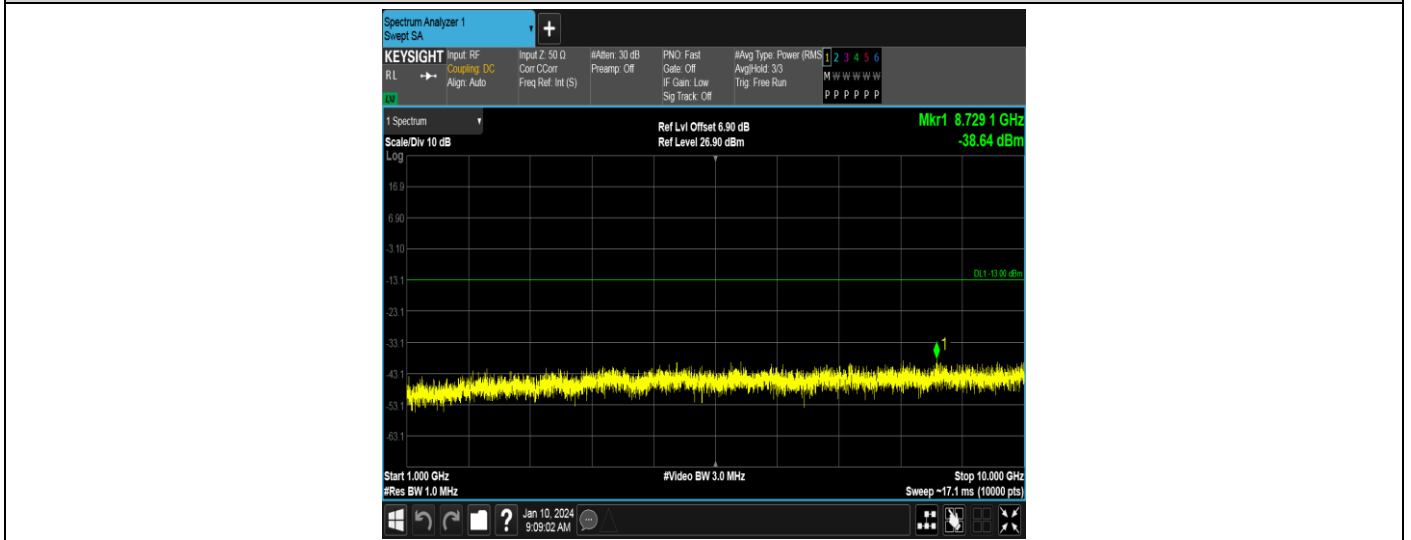 Spectrum Analyzer 1
Swept SA
+
KEYSIGHT
RL
Input: RF
Coupling: DC
Align: Auto
Input Z: 50 Ω
Corr CCorr
Freq Ref: Int (S)
#Atten: 30 dB
Preamp: Off
PNO: Fast
Gate: Off
IF Gain: Low
Sig Track: Off
#Avg Type: Power (RMS
Avg|Hold: 3/3
Trig: Free Run
1 2 3 4 5 6
M W W W W W
P P P P P P
1 Spectrum
Scale/Div 10 dB
Ref Lvl Offset 6.90 dB
Ref Level 26.90 dBm
Mkr1 8.729 1 GHz
-38.64 dBm
Log
16.9
6.90
-3.10
DL1 -13.00 dBm
-13.1
-23.1
-33.1
1
-43.1
-53.1
-63.1
Start 1.000 GHz
#Res BW 1.0 MHz
#Video BW 3.0 MHz
Stop 10.000 GHz
Sweep ~17.1 ms (10000 pts)
?
Jan 10, 2024
9:09:02 AM